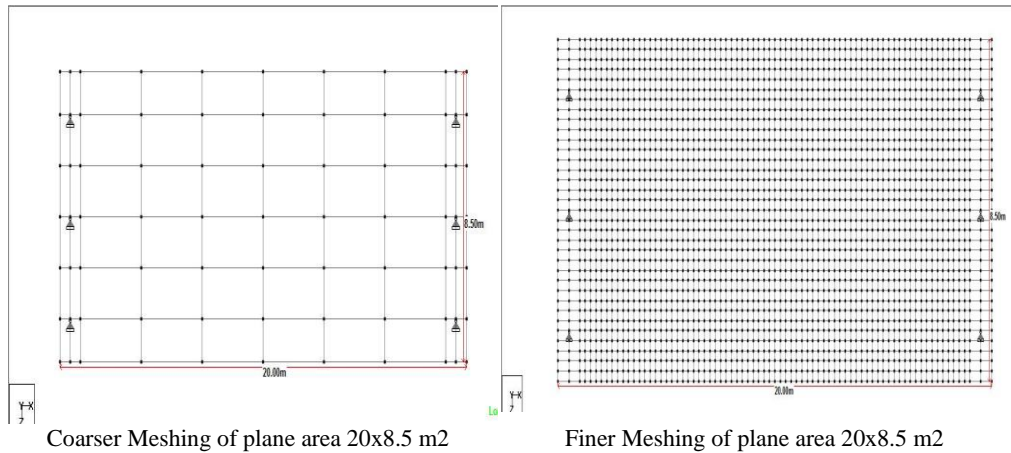 8.50m
20.00m
Y-X
Z
Lo
8.50m
20.00m
Y-X
Z
Coarser Meshing of plane area 20x8.5 m2
Finer Meshing of plane area 20x8.5 m2